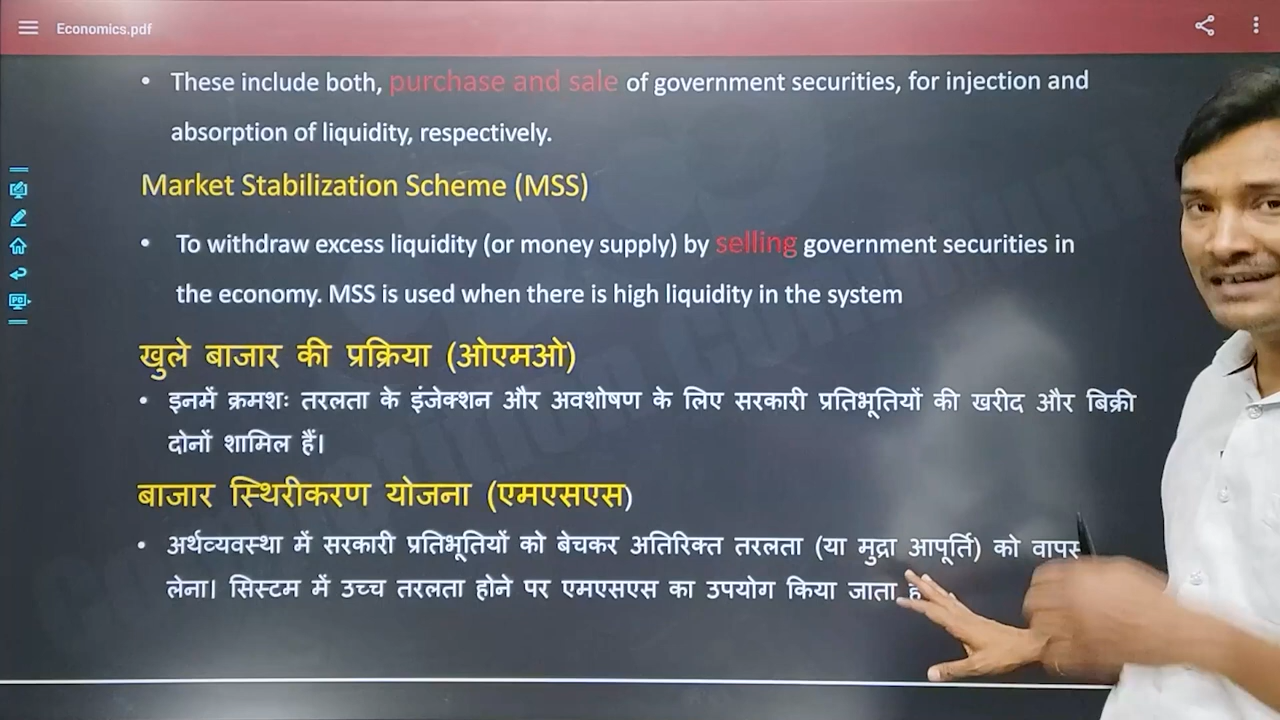 Economics.pdf
• These include both, purchase and sale of government securities, for injection and
absorption of liquidity, respectively.
Market Stabilization Scheme (MSS)
• To withdraw excess liquidity (or money supply) by selling government securities in
the economy. MSS is used when there is high liquidity in the system
खुले बाजार की प्रक्रिया (ओएमओ)
• इनमें क्रमशः तरलता के इंजेक्शन और अवशोषण के लिए सरकारी प्रतिभूतियों की खरीद और बिक्री
दोनों शामिल हैं।
बाजार स्थिरीकरण योजना (एमएसएस)
• अर्थव्यवस्था में सरकारी प्रतिभूतियों को बेचकर अतिरिक्त तरलता (या मुद्रा आपूर्ति) को वापस
लेना। सिस्टम में उच्च तरलता होने पर एमएसएस का उपयोग किया जाता